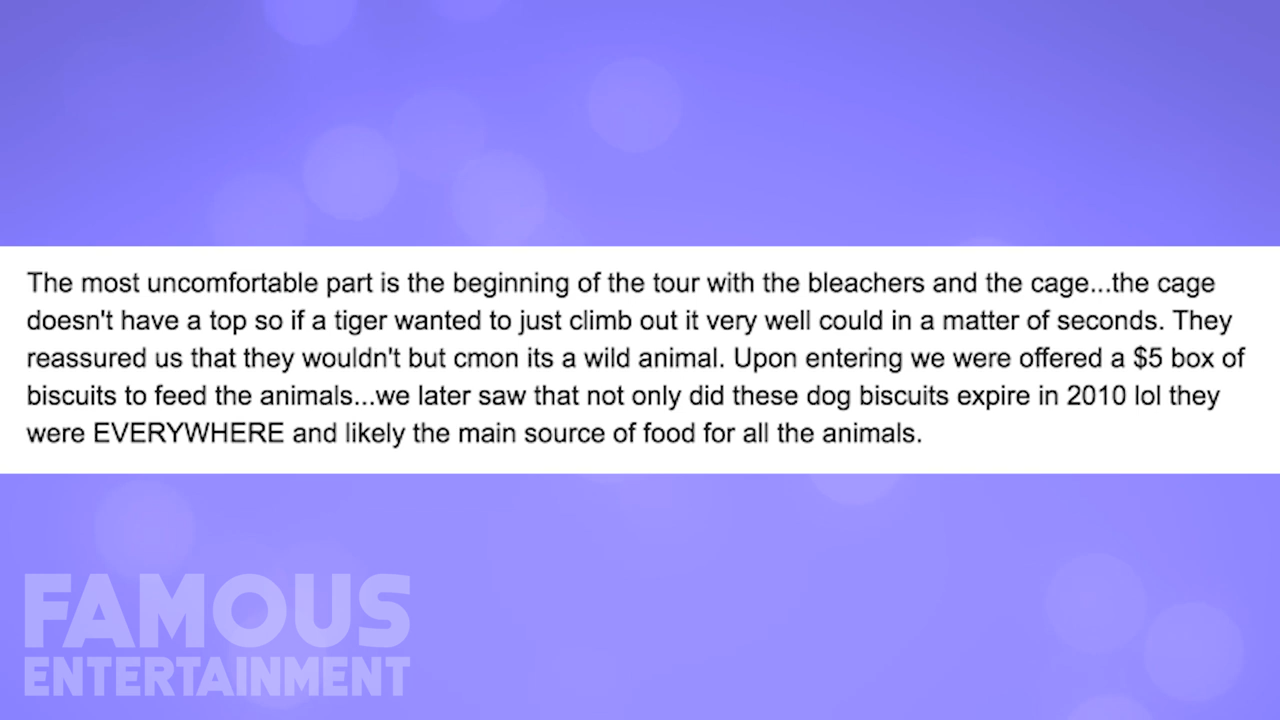 The most uncomfortable part is the beginning of the tour with the bleachers and the cage...the cage
doesn't have a top so if a tiger wanted to just climb out it very well could in a matter of seconds. They
reassured us that they wouldn't but cmon its a wild animal. Upon entering we were offered a $5 box of
biscuits to feed the animals...we later saw that not only did these dog biscuits expire in 2010 lol they
were EVERYWHERE and likely the main source of food for all the animals.
FAMOUS
ENTERTAINMENT